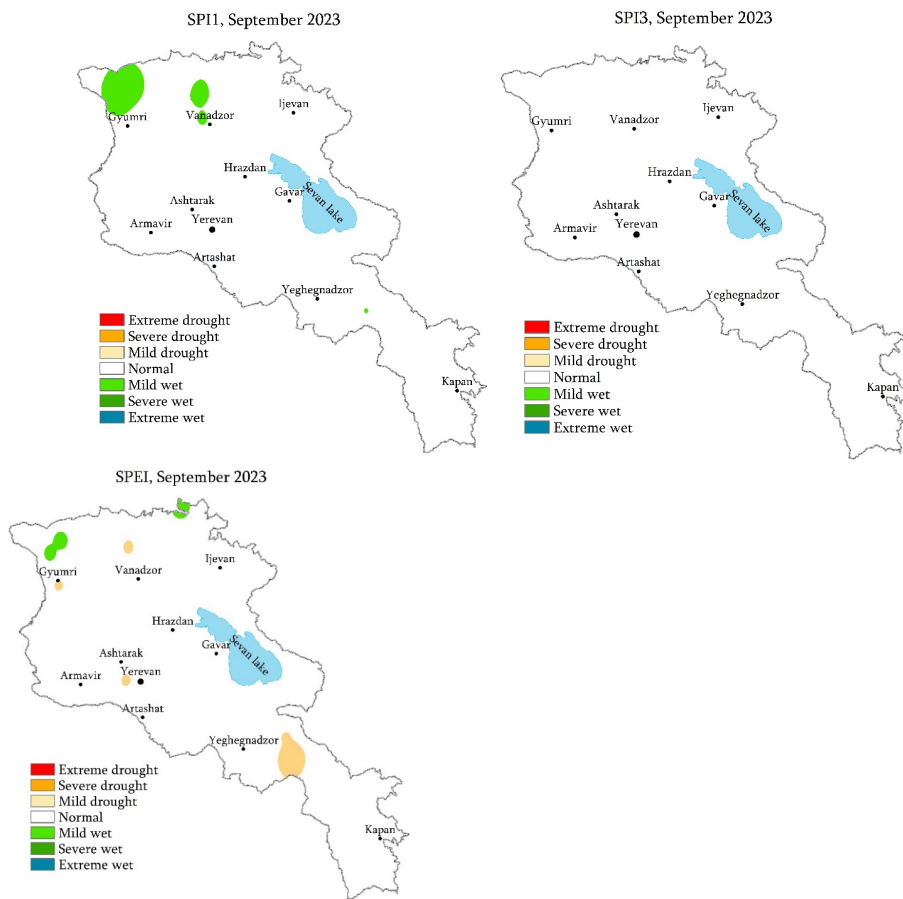 SPI1, September 2023
Gyumri
Vanadzor
Ijevan
Hrazdan
Gavar
Sevan lake
Ashtarak
Yerevan
Armavir
Artashat
Yeghegnadzor
Kapan
Extreme drought
Severe drought
Mild drought
Normal
Mild wet
Severe wet
Extreme wet
SPI3, September 2023
Ijevan
Gyumri
Vanadzor
Hrazdan
Gavar
Sevan lake
Ashtarak
Yerevan
Armavir
Artashat
Yeghegnadzor
Kapan
Extreme drought
Severe drought
Mild drought
Normal
Mild wet
Severe wet
Extreme wet
SPEI, September 2023
Ijevan
Gyumri
Vanadzor
Hrazdan
Gavar
Sevan lake
Ashtarak
Yerevan
Armavir
Artashat
Yeghegnadzor
Kapan
Extreme drought
Severe drought
Mild drought
Normal
Mild wet
Severe wet
Extreme wet